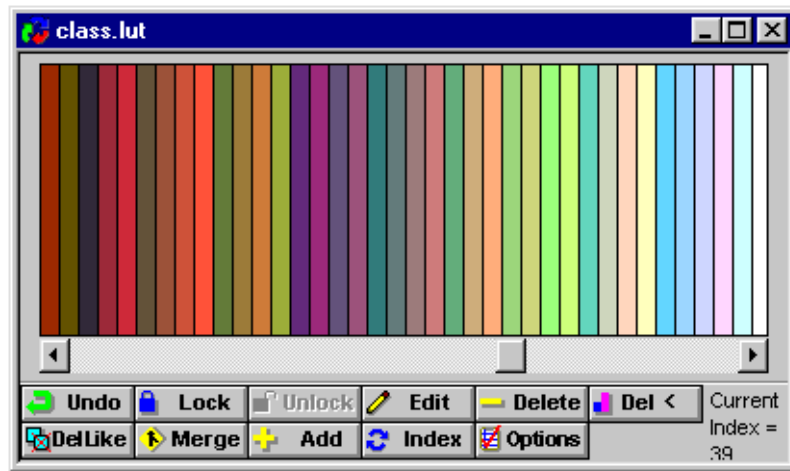 class.lut
Undo Lock Unlock Edit Delete Del < Current
DelLike Merge Add Index Options Index =
39